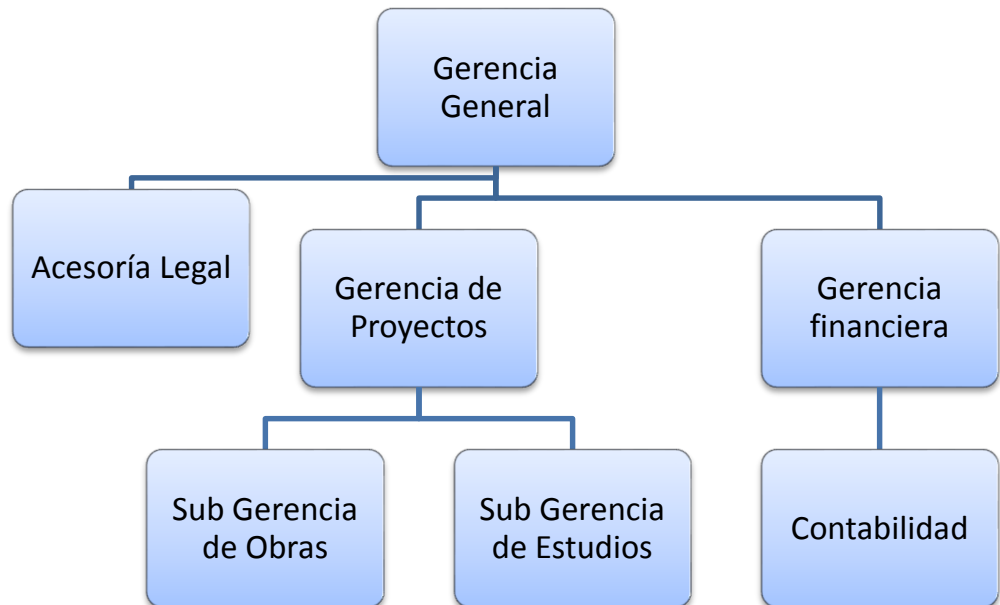 Gerencia
General
Acesoría Legal
Gerencia de
Proyectos
Gerencia
financiera
Sub Gerencia
de Obras
Sub Gerencia
de Estudios
Contabilidad